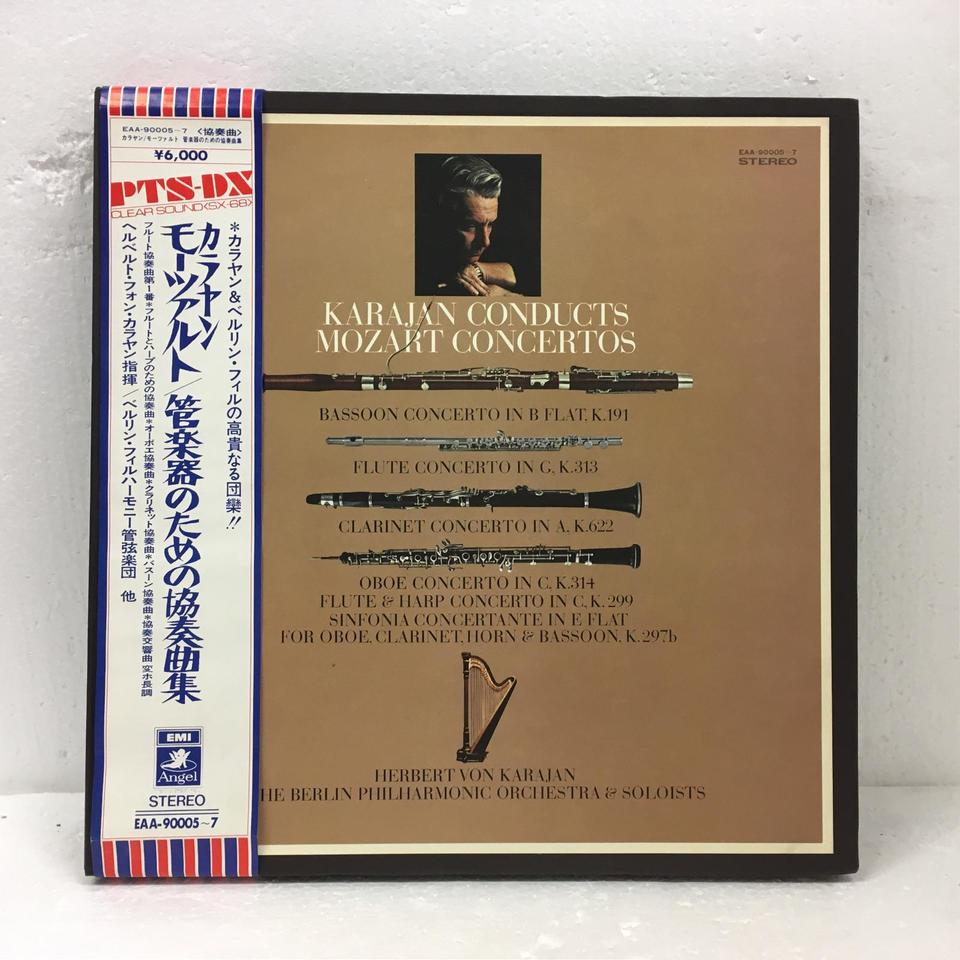 EAA-90005~7 〈協奏曲〉
カラヤン/モーツァルト 管楽器のための協奏曲集
¥6,000
PTS-DX
CLEAR SOUND〈SX-68〉
*カラヤン&ベルリン・フィルの高貴なる団欒!!
カラヤン
モーツァルト/管楽器のための協奏曲集
フルート協奏曲第1番*フルートとハープのための協奏曲*オーボエ協奏曲*クラリネット協奏曲*バスーン協奏曲*協奏交響曲 変ホ長調
ヘルベルト・フォン・カラヤン指揮/ベルリン・フィルハーモニー管弦楽団 他
EMI
Angel
STEREO
EAA-90005~7
EAA-90005~7
STEREO
KARAJAN CONDUCTS
MOZART CONCERTOS
BASSOON CONCERTO IN B FLAT, K.191
FLUTE CONCERTO IN G, K.313
CLARINET CONCERTO IN A, K.622
OBOE CONCERTO IN C, K.314
FLUTE & HARP CONCERTO IN C, K. 299
SINFONIA CONCERTANTE IN E FLAT
FOR OBOE, CLARINET, HORN & BASSOON, K.297b
HERBERT VON KARAJAN
HE BERLIN PHILHARMONIC ORCHESTRA & SOLOISTS